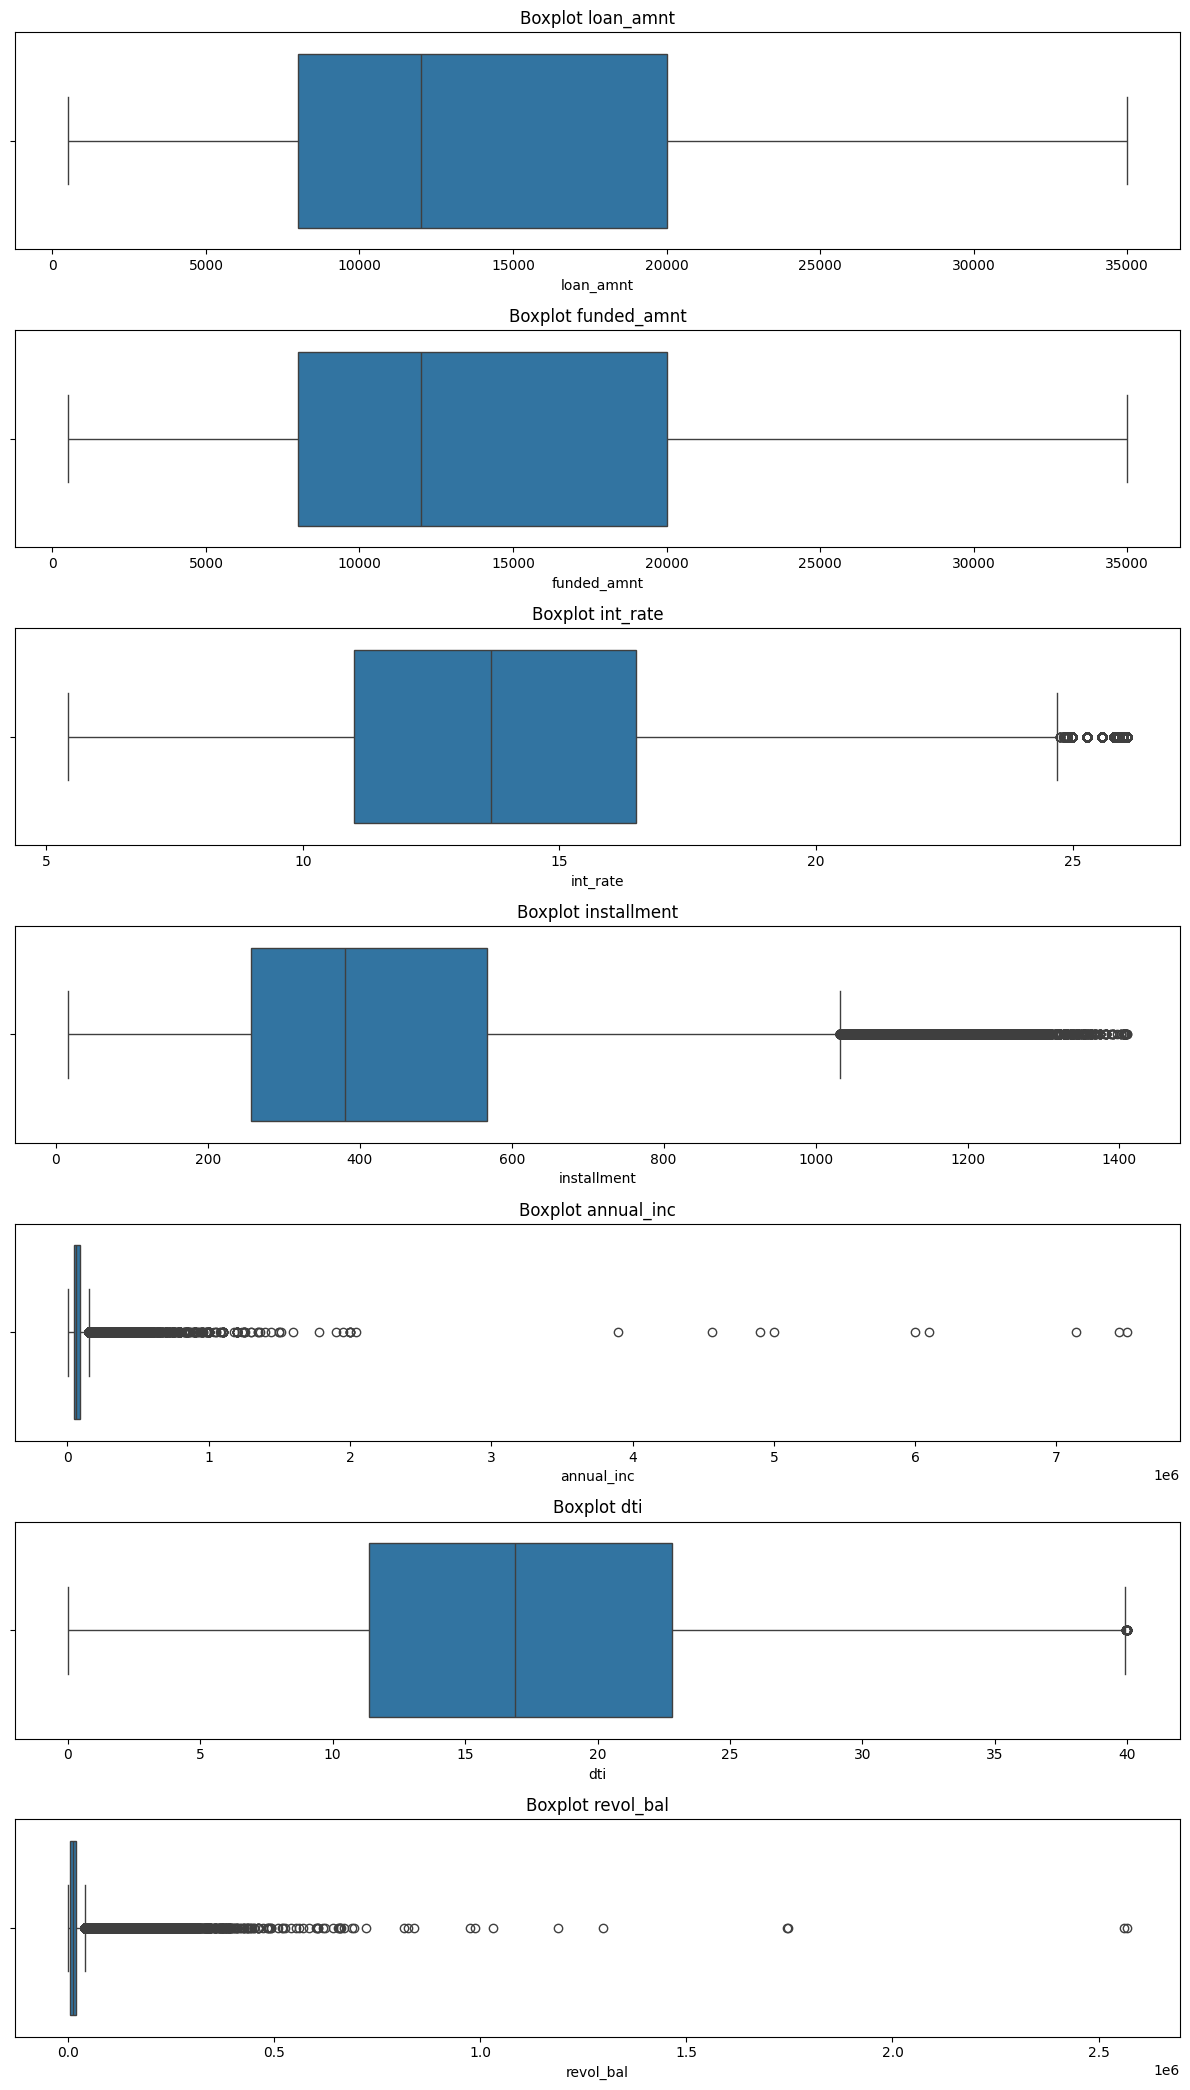 Boxplot loan_amnt
0 5000 10000 15000 20000 25000 30000 35000
loan_amnt
Boxplot funded_amnt
0 5000 10000 15000 20000 25000 30000 35000
funded_amnt
Boxplot int_rate
5 10 15 20 25
int_rate
Boxplot installment
0 200 400 600 800 1000 1200 1400
installment
Boxplot annual_inc
0 1 2 3 4 5 6 7
annual_inc
1e6
Boxplot dti
0 5 10 15 20 25 30 35 40
dti
Boxplot revol_bal
0.0 0.5 1.0 1.5 2.0 2.5
revol_bal
1e6